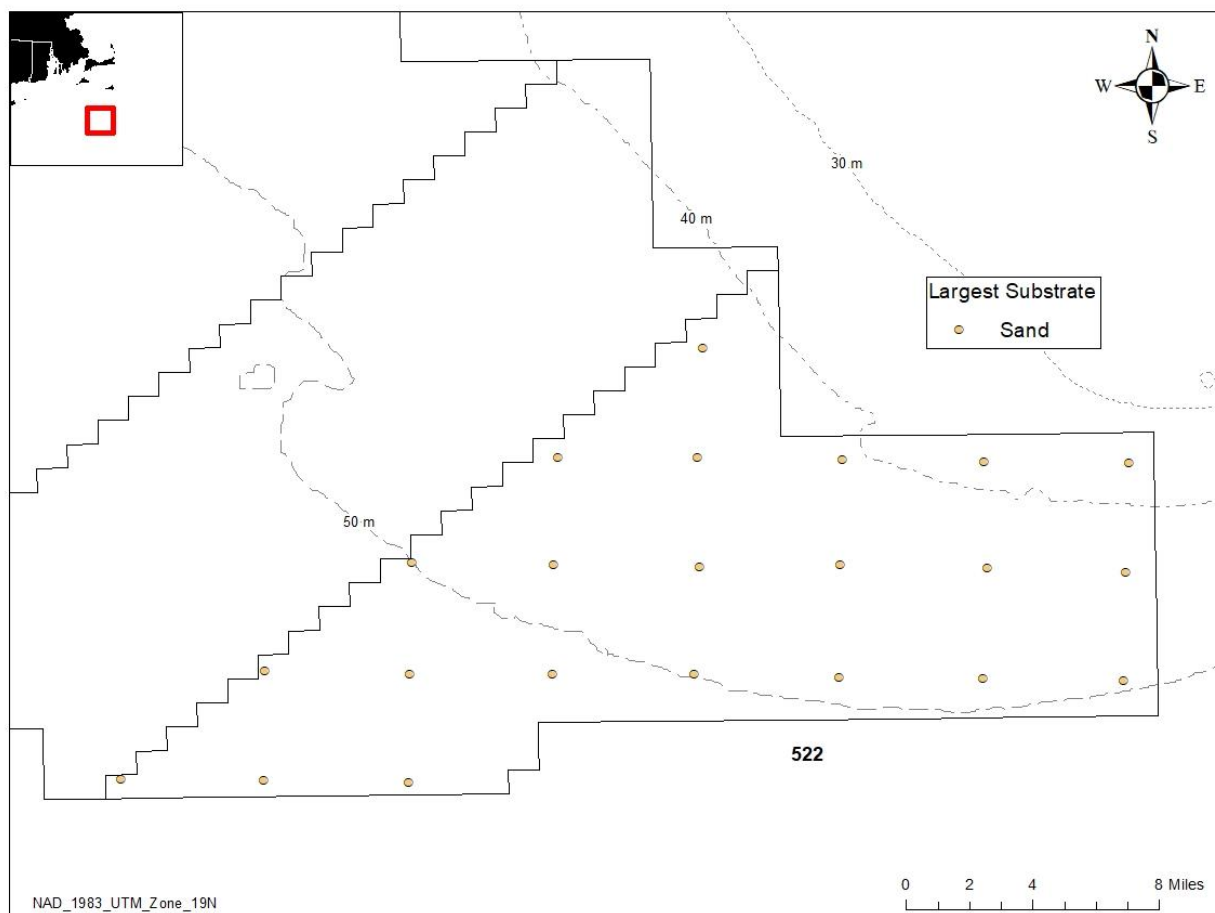 N
W E
S
30 m
40 m
Largest Substrate
Sand
50 m
522
0 2 4 8 Miles
NAD_1983_UTM_Zone_19N